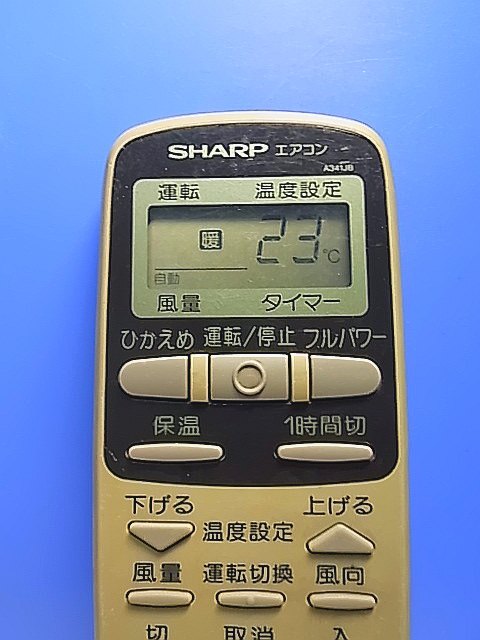 SHARP エアコン
A341JB
運転 温度設定
暖 23℃
自動
風量 タイマー
ひかえめ 運転/停止 フルパワー
保温 1時間切
下げる 上げる
温度設定
風量 運転切換 風向
切 取消 入